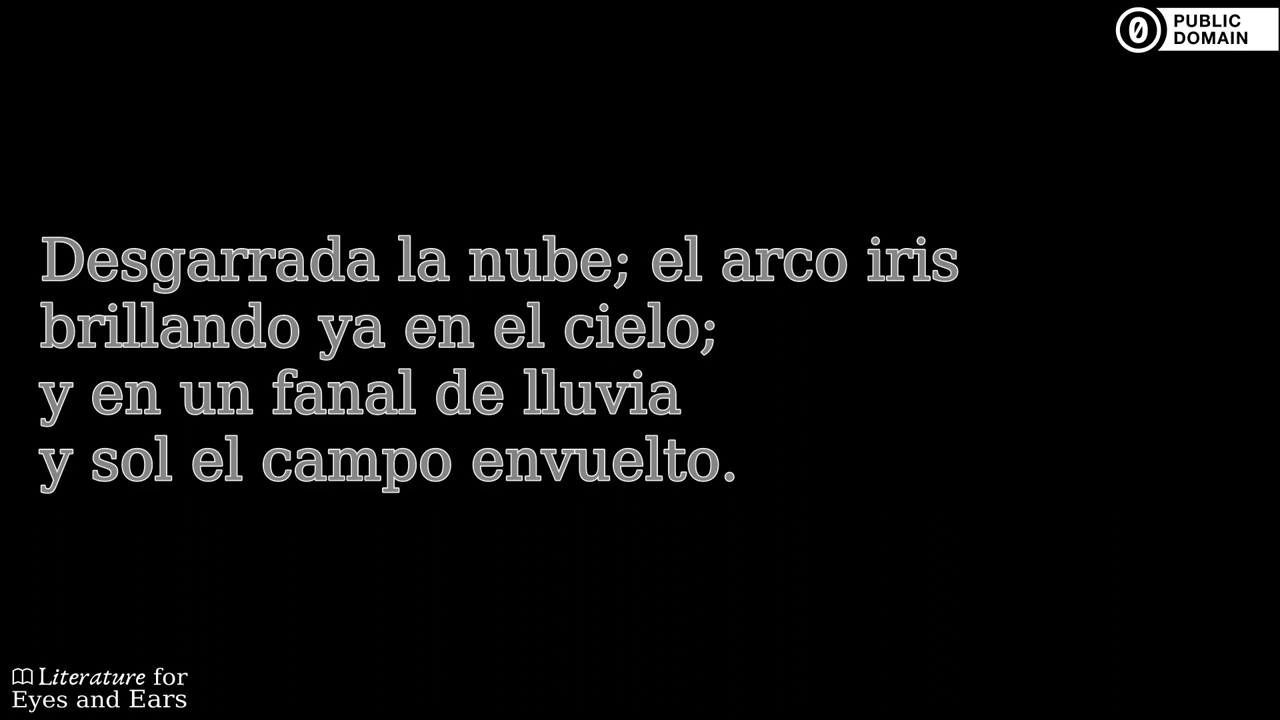 PUBLIC
DOMAIN
Desgarrada la nube; el arco iris
brillando ya en el cielo;
y en un fanal de lluvia
y sol el campo envuelto.
Literature for
Eyes and Ears